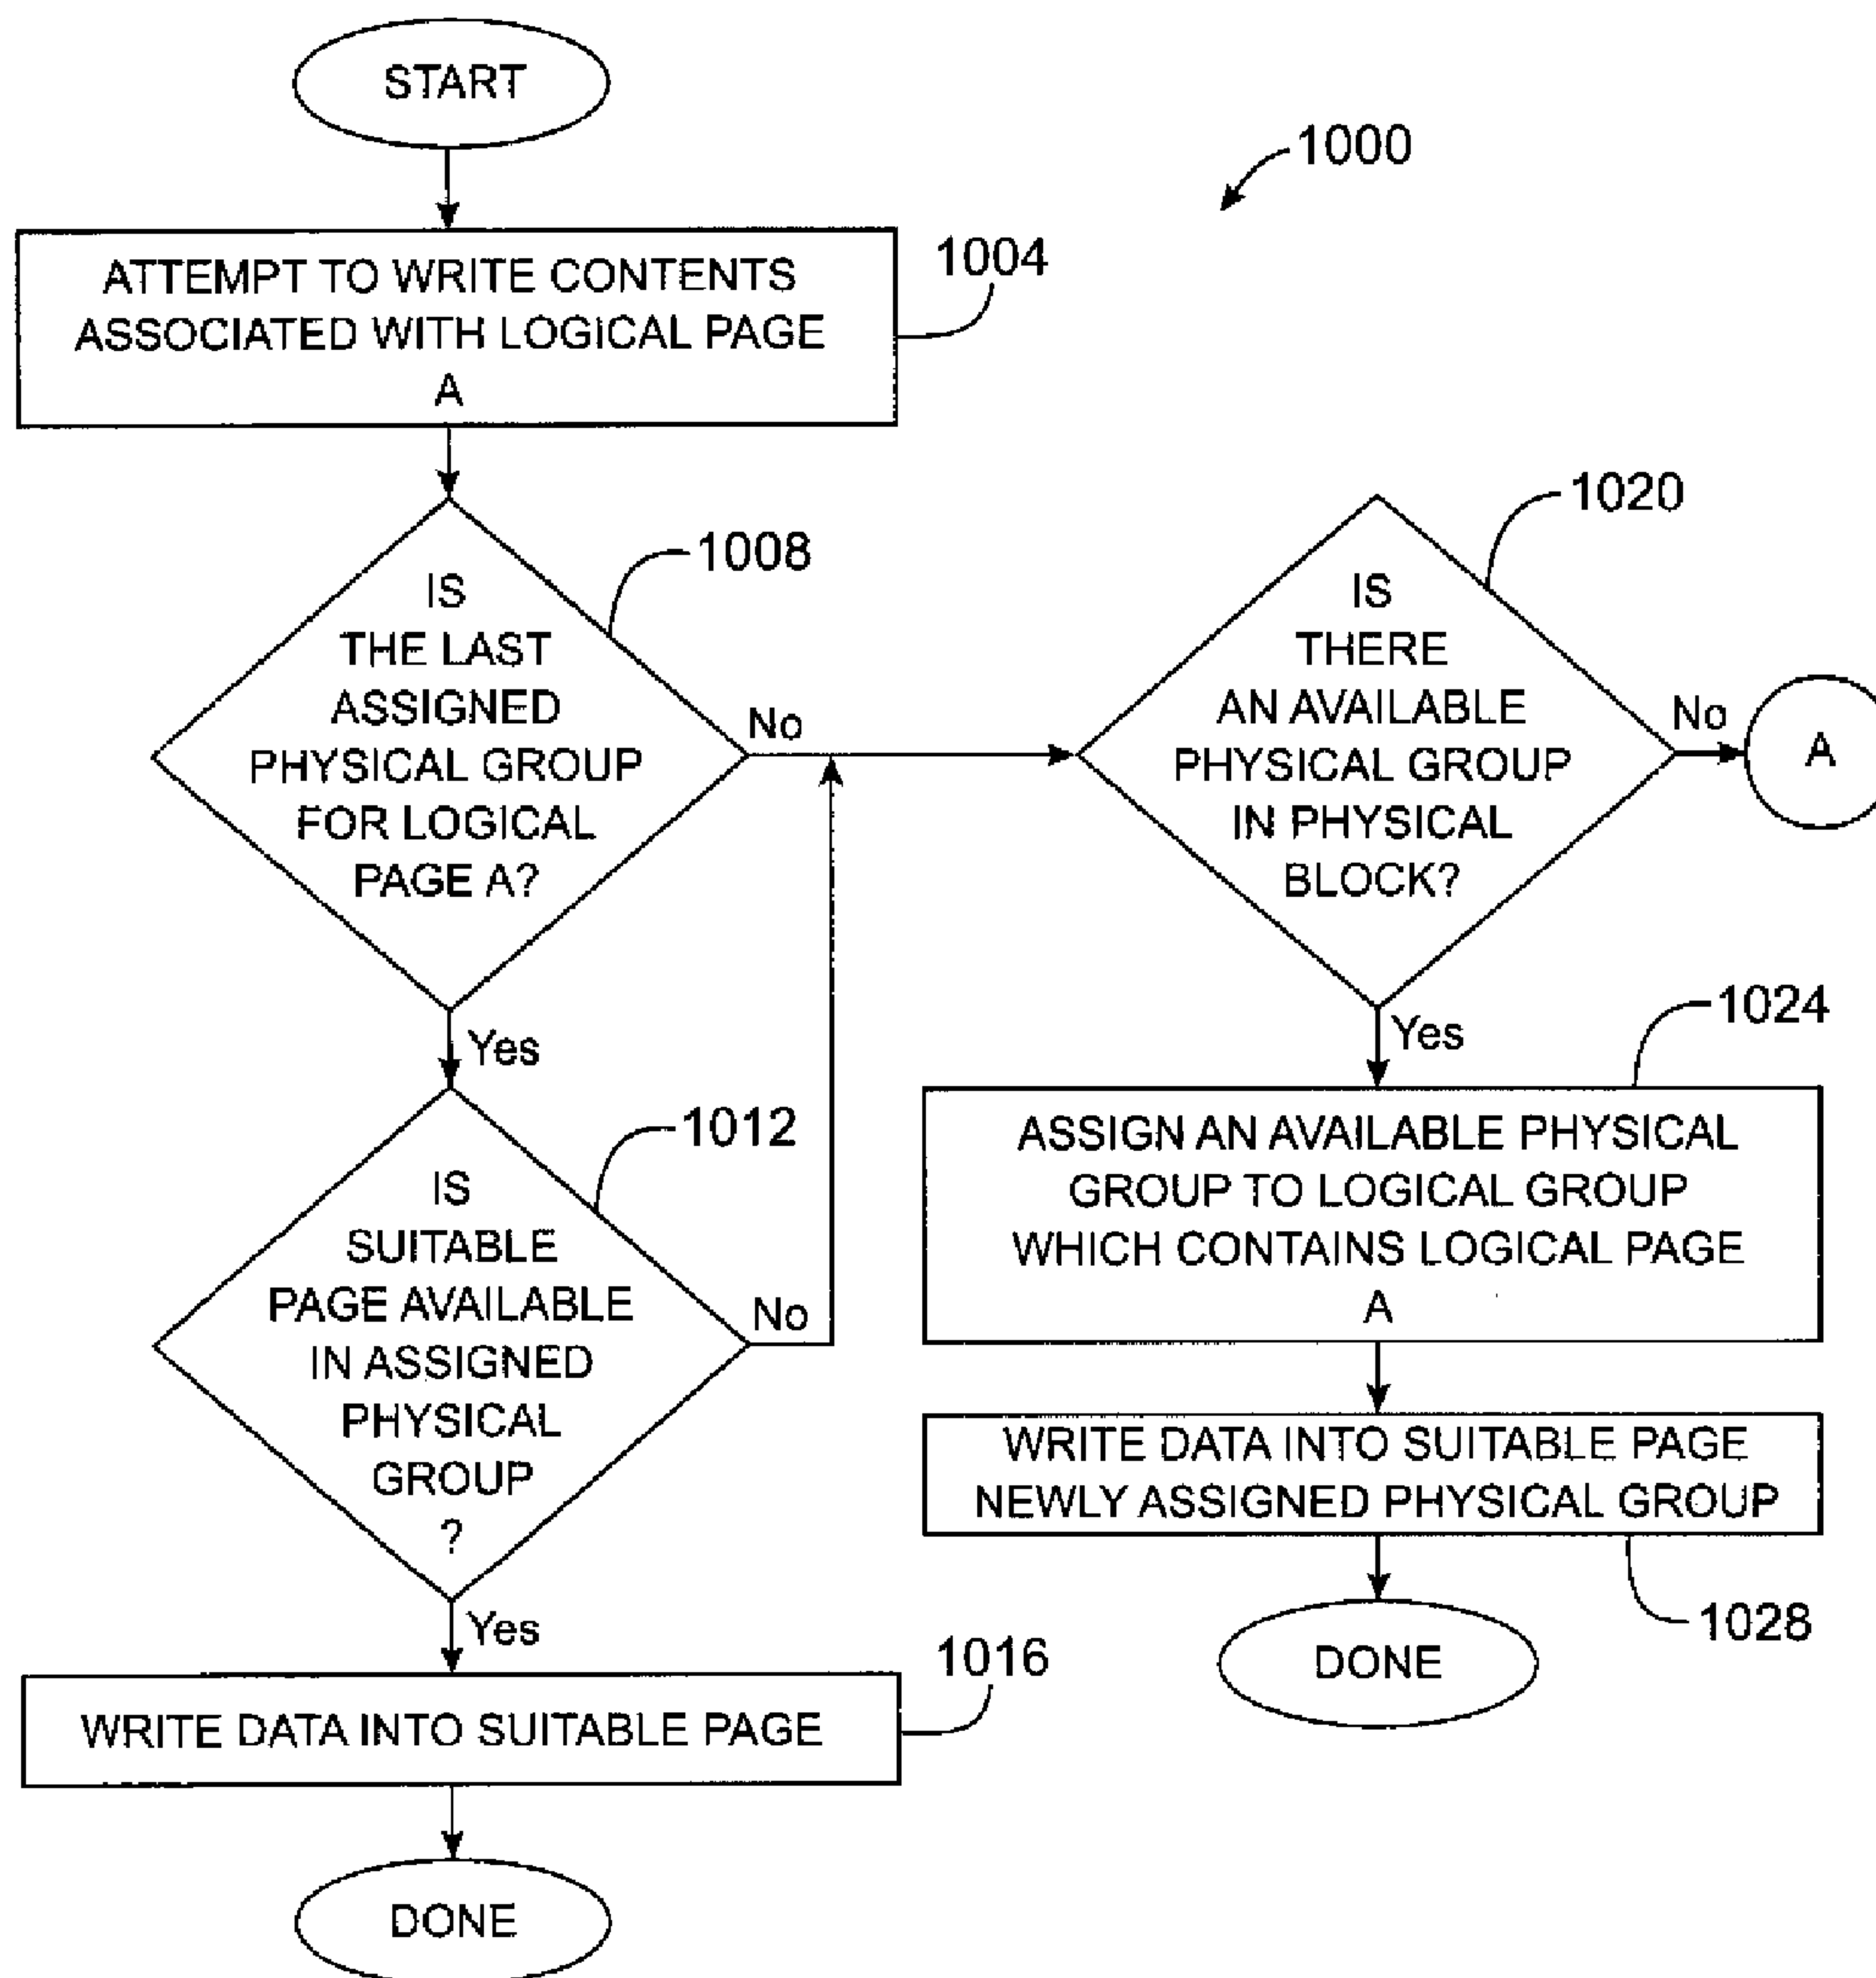 START
1000
ATTEMPT TO WRITE CONTENTS
ASSOCIATED WITH LOGICAL PAGE
A
1004
IS
THE LAST
ASSIGNED
PHYSICAL GROUP
FOR LOGICAL
PAGE A?
1008
No
Yes
IS
SUITABLE
PAGE AVAILABLE
IN ASSIGNED
PHYSICAL
GROUP
?
1012
No
Yes
WRITE DATA INTO SUITABLE PAGE
1016
DONE
IS
THERE
AN AVAILABLE
PHYSICAL GROUP
IN PHYSICAL
BLOCK?
1020
No
A
Yes
ASSIGN AN AVAILABLE PHYSICAL
GROUP TO LOGICAL GROUP
WHICH CONTAINS LOGICAL PAGE
A
1024
WRITE DATA INTO SUITABLE PAGE
NEWLY ASSIGNED PHYSICAL GROUP
1028
DONE